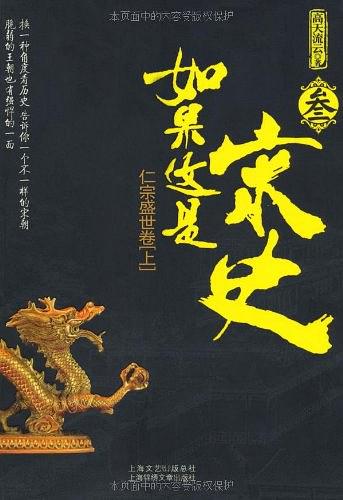 本页面中的内容受版权保护
高天流云 著
换一种角度看历史 告诉你一个不一样的宋朝
脆弱的王朝也有强悍的一面
叁
如果这是
宋史
仁宗盛世卷[上]
上海文艺出版总社
上海锦绣文章出版社
本页面中的内容受版权保护